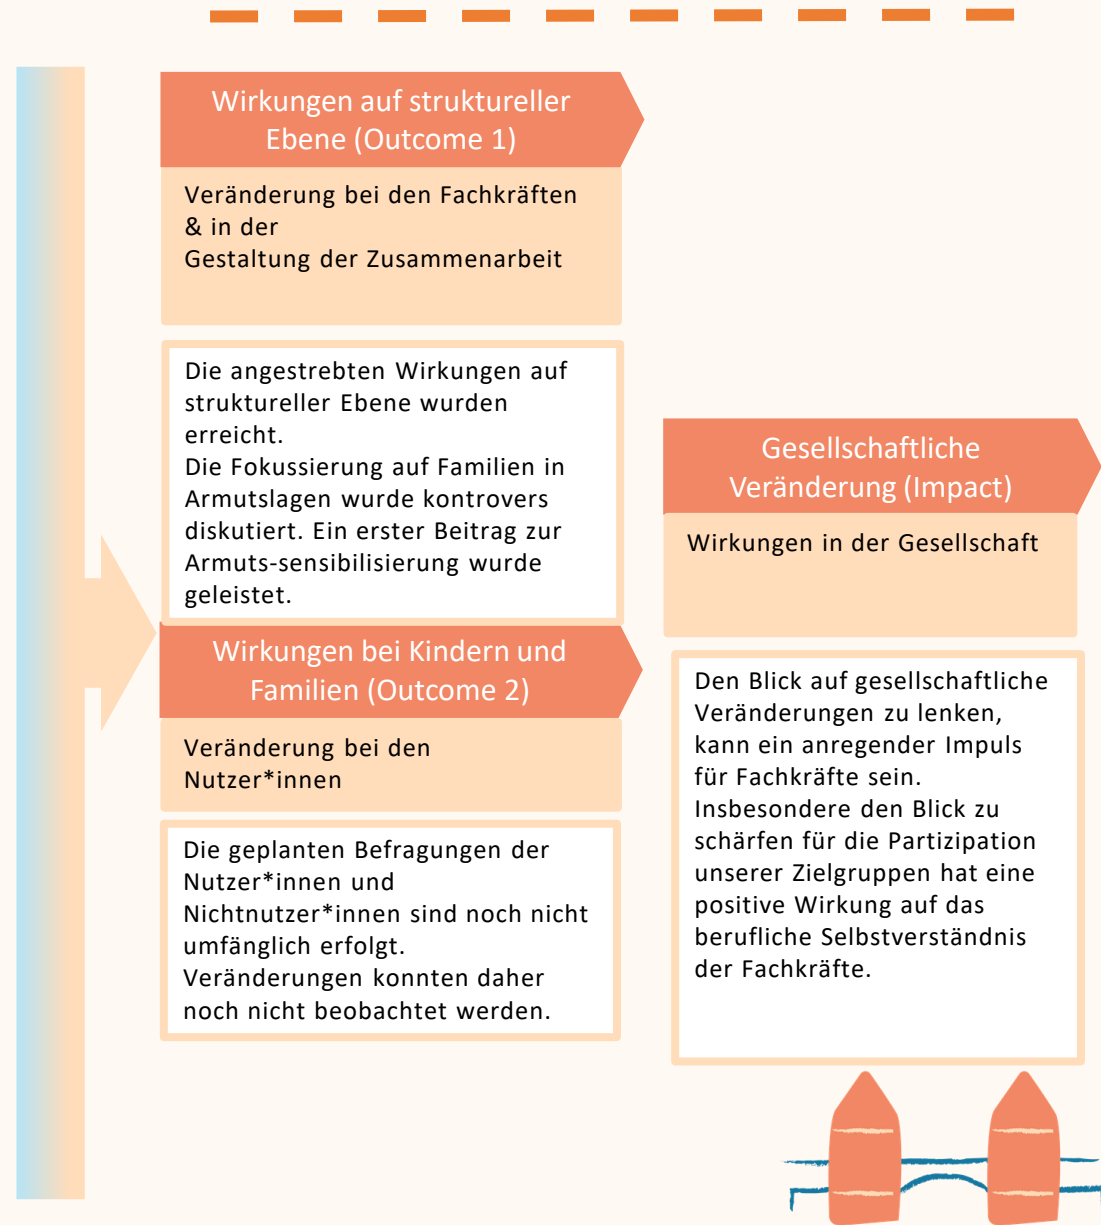 Wirkungen auf struktureller
Ebene (Outcome 1)
Veränderung bei den Fachkräften
& in der
Gestaltung der Zusammenarbeit
Die angestrebten Wirkungen auf
struktureller Ebene wurden
erreicht.
Die Fokussierung auf Familien in
Armutslagen wurde kontrovers
diskutiert. Ein erster Beitrag zur
Armuts-sensibilisierung wurde
geleistet.
Wirkungen bei Kindern und
Familien (Outcome 2)
Veränderung bei den
Nutzer*innen
Die geplanten Befragungen der
Nutzer*innen und
Nichtnutzer*innen sind noch nicht
umfänglich erfolgt.
Veränderungen konnten daher
noch nicht beobachtet werden.
Gesellschaftliche
Veränderung (Impact)
Wirkungen in der Gesellschaft
Den Blick auf gesellschaftliche
Veränderungen zu lenken,
kann ein anregender Impuls
für Fachkräfte sein.
Insbesondere den Blick zu
schärfen für die Partizipation
unserer Zielgruppen hat eine
positive Wirkung auf das
berufliche Selbstverständnis
der Fachkräfte.